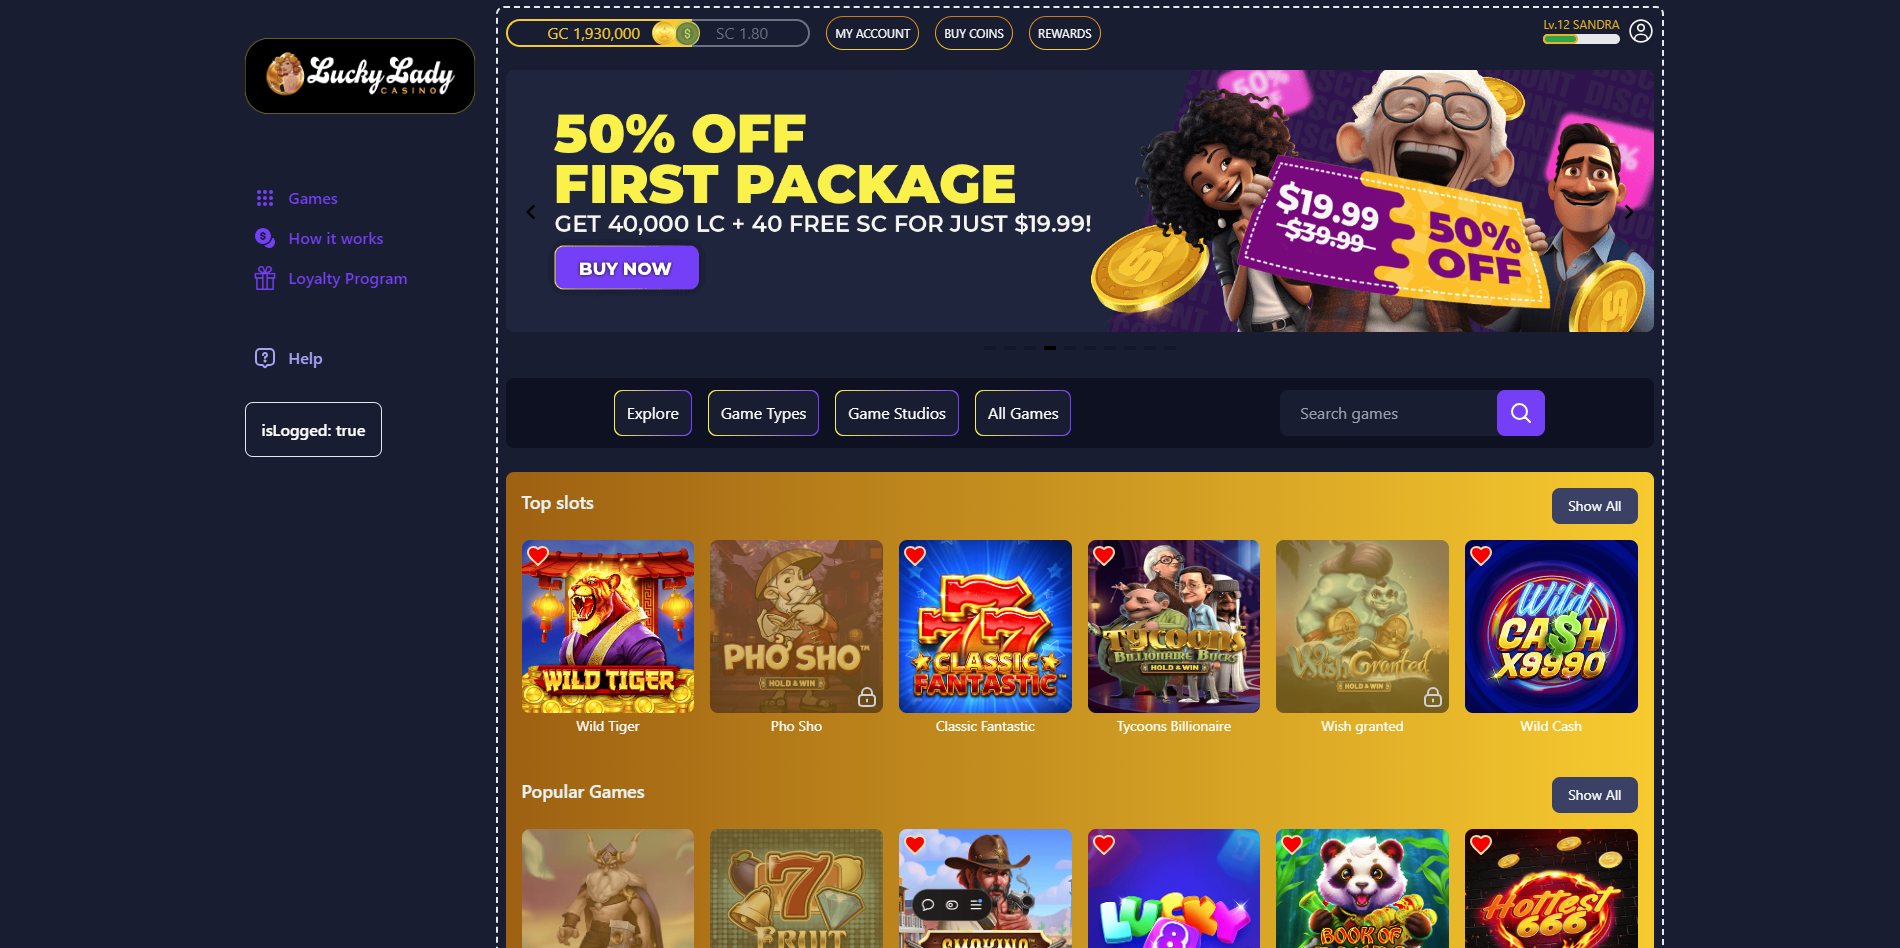 Lucky Lady
CASINO
Games
How it works
Loyalty Program
Help
isLogged: true
GC 1,930,000
$
SC 1.80
MY ACCOUNT
BUY COINS
REWARDS
Lv.12 SANDRA
50% OFF
FIRST PACKAGE
GET 40,000 LC + 40 FREE SC FOR JUST $19.99!
BUY NOW
$19.99
$39.99
50%
OFF
Explore
Game Types
Game Studios
All Games
Search games
Top slots
Show All
WILD TIGER
PHO SHO™
HOLD & WIN
777
CLASSIC
FANTASTIC™
TYCOONS™
BILLIONAIRE BUCKS
HOLD & WIN
Wish Granted
HOLD & WIN
Wild
CA$H
X9990
Wild Tiger
Pho Sho
Classic Fantastic
Tycoons Billionaire
Wish granted
Wild Cash
Popular Games
Show All
7
FRUIT
SMOKING
LUCKY
8
BOOK OF
HOTTEST
666